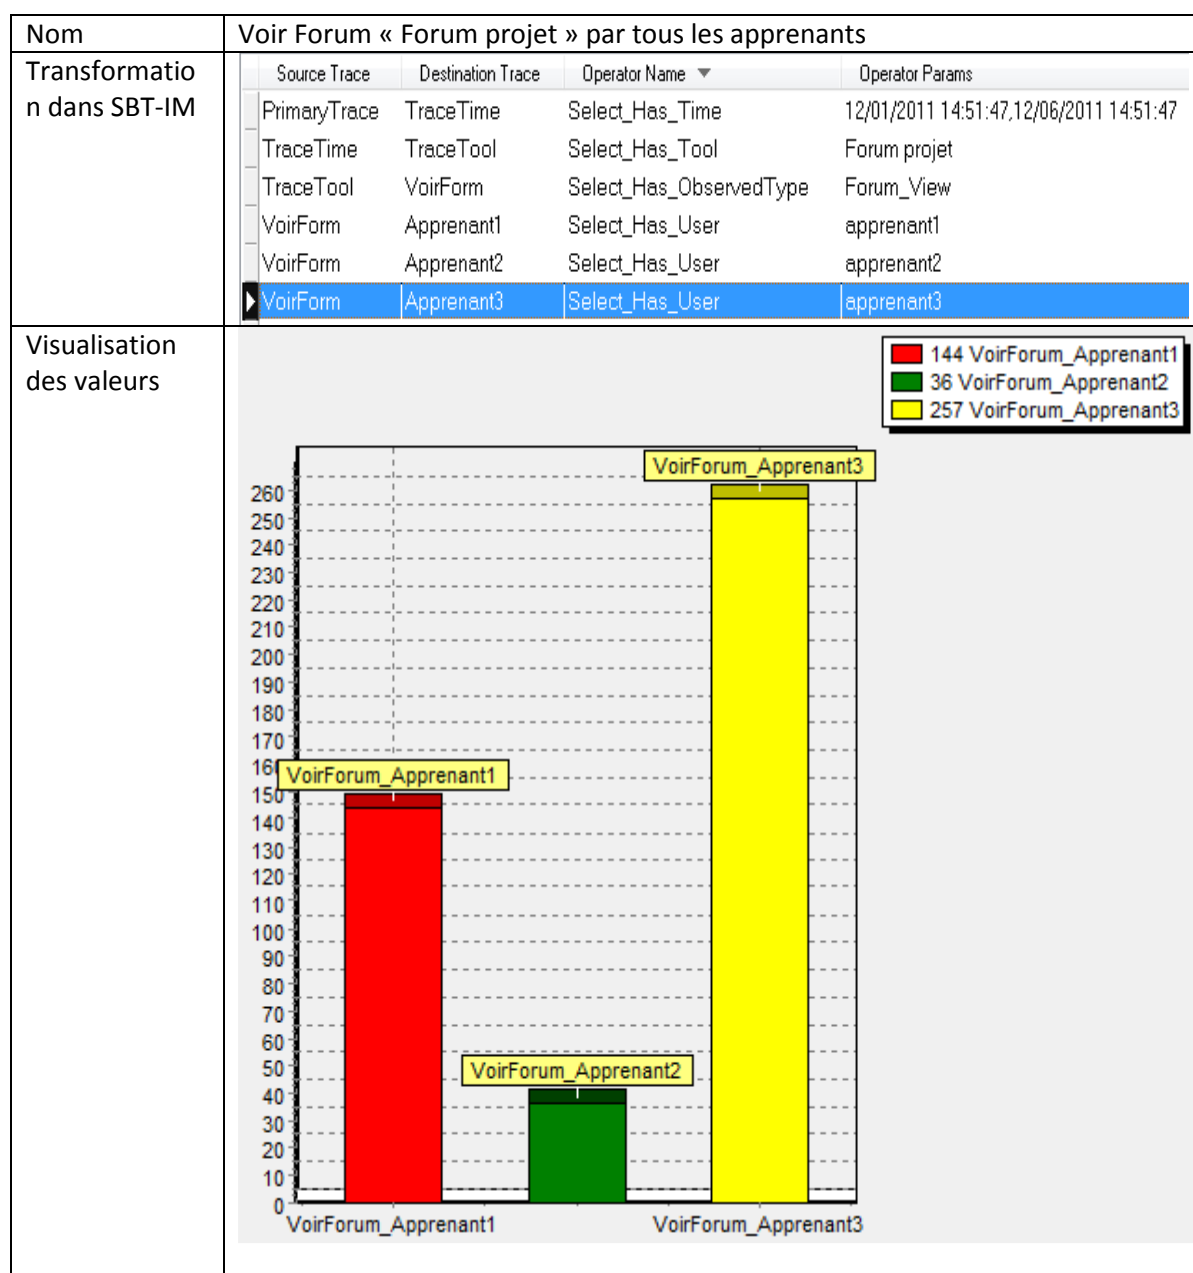 Nom Voir Forum « Forum projet » par tous les apprenants
Transformatio
n dans SBT-IM
Source Trace Destination Trace Operator Name Operator Params
PrimaryTrace TraceTime Select_Has_Time 12/01/2011 14:51:47,12/06/2011 14:51:47
TraceTime TraceTool Select_Has_Tool Forum projet
TraceTool VoirForm Select_Has_ObservedType Forum_View
VoirForm Apprenant1 Select_Has_User apprenant1
VoirForm Apprenant2 Select_Has_User apprenant2
VoirForm Apprenant3 Select_Has_User apprenant3
Visualisation
des valeurs
144 VoirForum_Apprenant1
36 VoirForum_Apprenant2
257 VoirForum_Apprenant3
VoirForum_Apprenant3
260
250
240
230
220
210
200
190
180
170
160
VoirForum_Apprenant1
150
140
130
120
110
100
90
80
70
60
50
VoirForum_Apprenant2
40
30
20
10
0
VoirForum_Apprenant1 VoirForum_Apprenant3